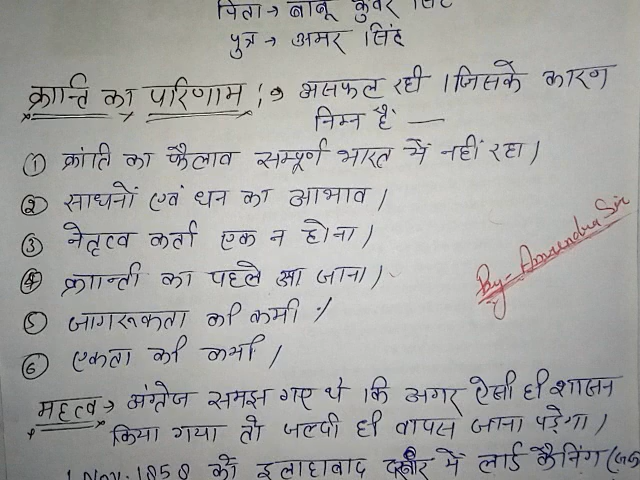 पिता → बाबू कुंवर सिंह
पुत्र → अमर सिंह
क्रान्ति का परिणाम :→ असफल रही । जिसके कारण
निम्न हैं —
① क्रांति का फैलाव सम्पूर्ण भारत में नहीं रहा ।
② साधनों एवं धन का आभाव ।
③ नेतृत्व कर्ता एक न होना ।
④ क्रान्ती का पहले आ जाना ।
⑤ जागरूकता की कमी ।
⑥ एकता की कमी ।
By- Amrendra Sir
महत्व → अंग्रेज समझ गए थे कि अगर ऐसी ही शासन
किया गया तो जल्दी ही वापस जाना पड़ेगा ।
1 Nov. 1858 को इलाहाबाद दरबार में लार्ड कैनिंग